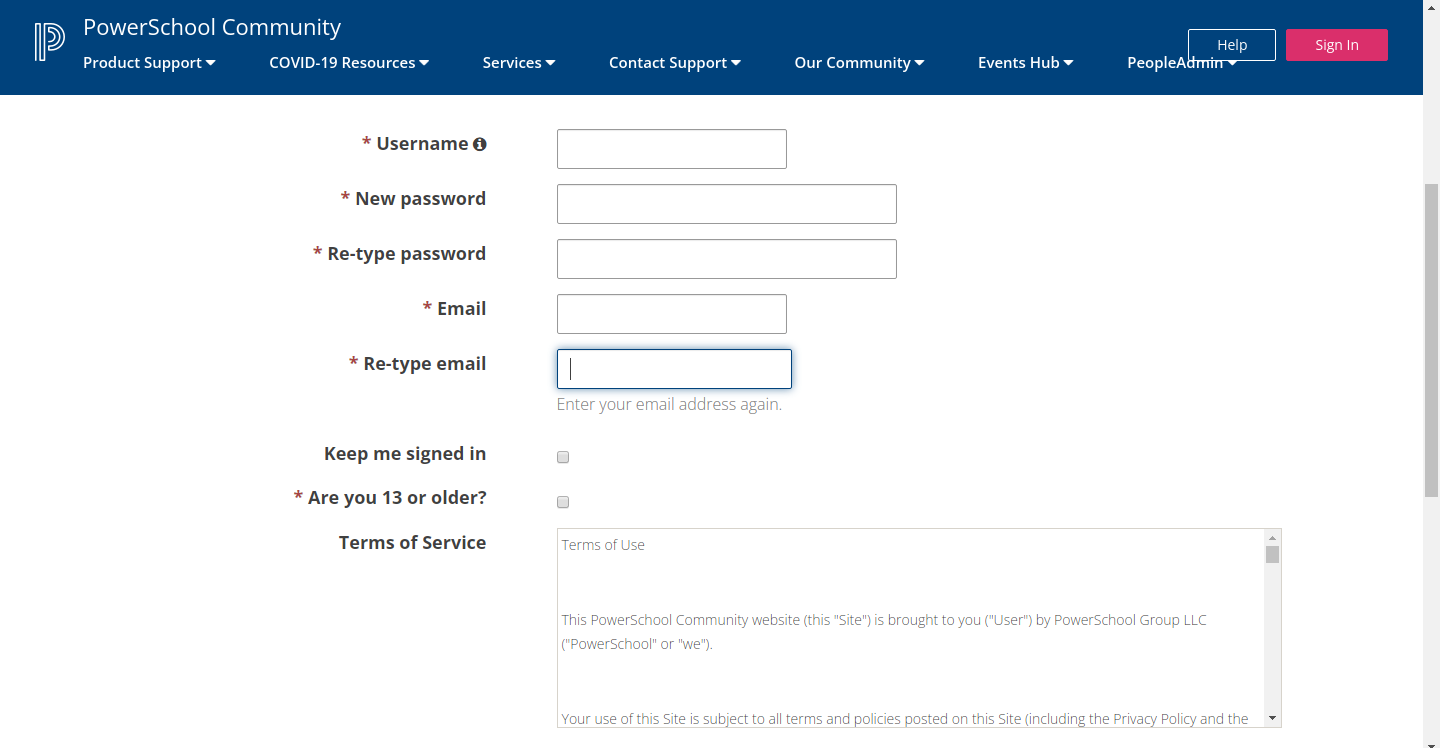 PowerSchool Community
Help
Sign In
Product Support
COVID-19 Resources
Services
Contact Support
Our Community
Events Hub
PeopleAdmin
* Username
* New password
* Re-type password
* Email
* Re-type email
Enter your email address again.
Keep me signed in
* Are you 13 or older?
Terms of Service
Terms of Use
This PowerSchool Community website (this "Site") is brought to you ("User") by PowerSchool Group LLC
("PowerSchool" or "we").
Your use of this Site is subject to all terms and policies posted on this Site (including the Privacy Policy and the